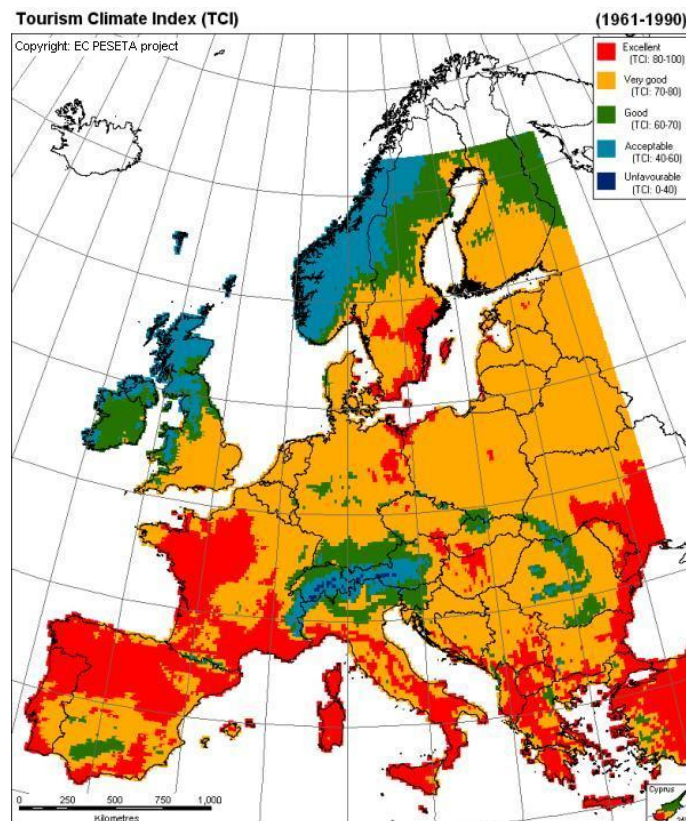 Tourism Climate Index (TCI) (1961-1990)
Copyright: EC PESETA project
Excellent
(TCI: 80-100)
Very good
(TCI: 70-80)
Good
(TCI: 60-70)
Acceptable
(TCI: 40-60)
Unfavourable
(TCI: 0-40)
0 250 500 750 1,000
Kilometres
Cyprus